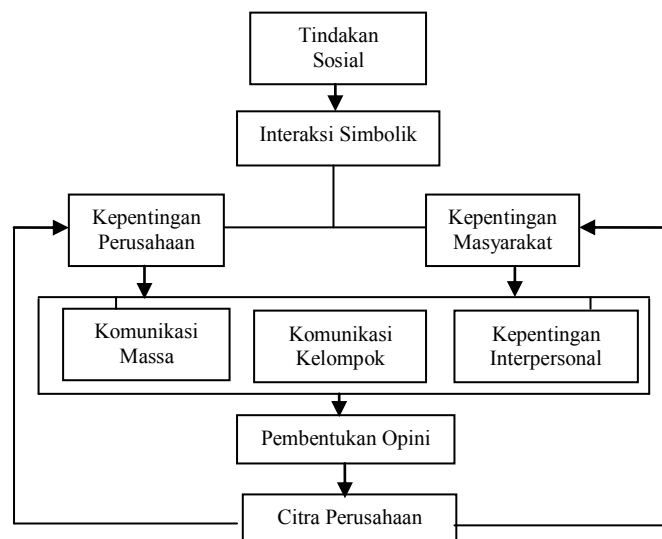 Tindakan
Sosial
Interaksi Simbolik
Kepentingan
Perusahaan
Kepentingan
Masyarakat
Komunikasi
Massa
Komunikasi
Kelompok
Kepentingan
Interpersonal
Pembentukan Opini
Citra Perusahaan